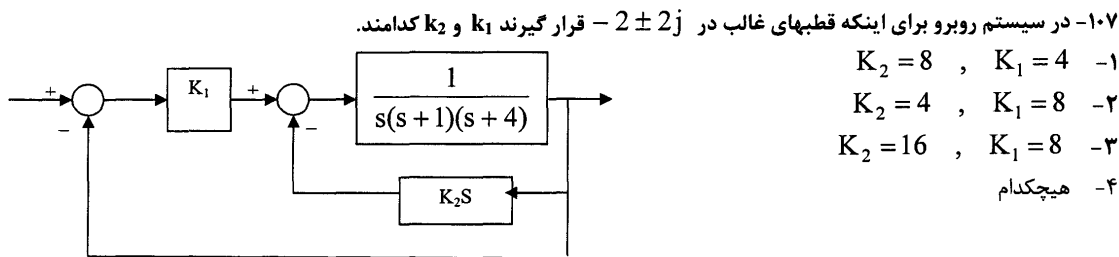 ۱۰۷- در سیستم روبرو برای اینکه قطبهای غالب در − 2 ± 2j قرار گیرند k₁ و k₂ کدامند.
۱- K₁ = 4 , K₂ = 8
۲- K₁ = 8 , K₂ = 4
۳- K₁ = 8 , K₂ = 16
۴- هیچکدام
+
−
K₁
+
−
1
s(s + 1)(s + 4)
K₂S